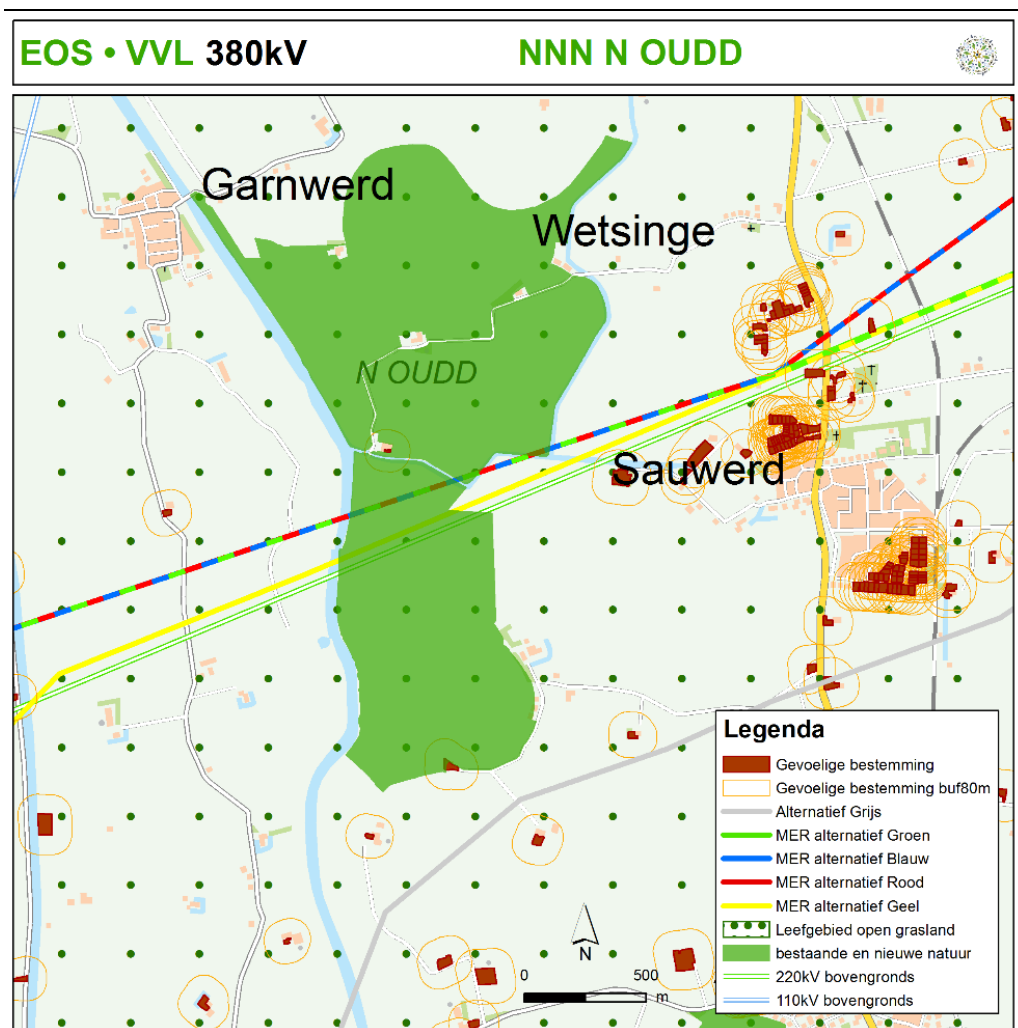 EOS • VVL 380kV NNN N OUDD
Garnwerd
Wetsinge
N OUDD
Sauwerd
Legenda
Gevoelige bestemming
Gevoelige bestemming buf80m
Alternatief Grijs
MER alternatief Groen
MER alternatief Blauw
MER alternatief Rood
MER alternatief Geel
Leefgebied open grasland
bestaande en nieuwe natuur
220kV bovengronds
110kV bovengronds
N
0 500
m